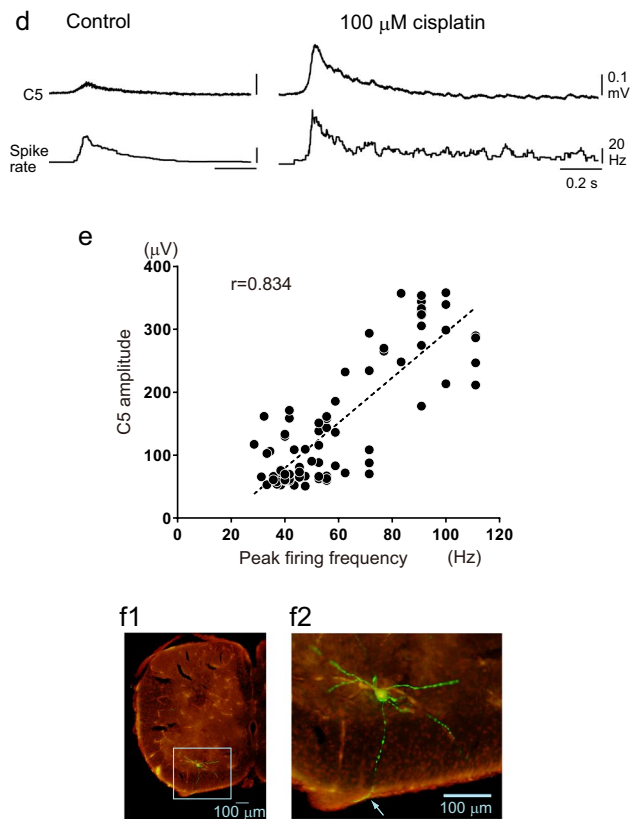 d
Control
100 μM cisplatin
C5
0.1
mV
Spike
rate
20
Hz
0.2 s
e
(μV)
400
300
200
100
0
C5 amplitude
r=0.834
0 20 40 60 80 100 120
Peak firing frequency (Hz)
f1
f2
100 μm
100 μm